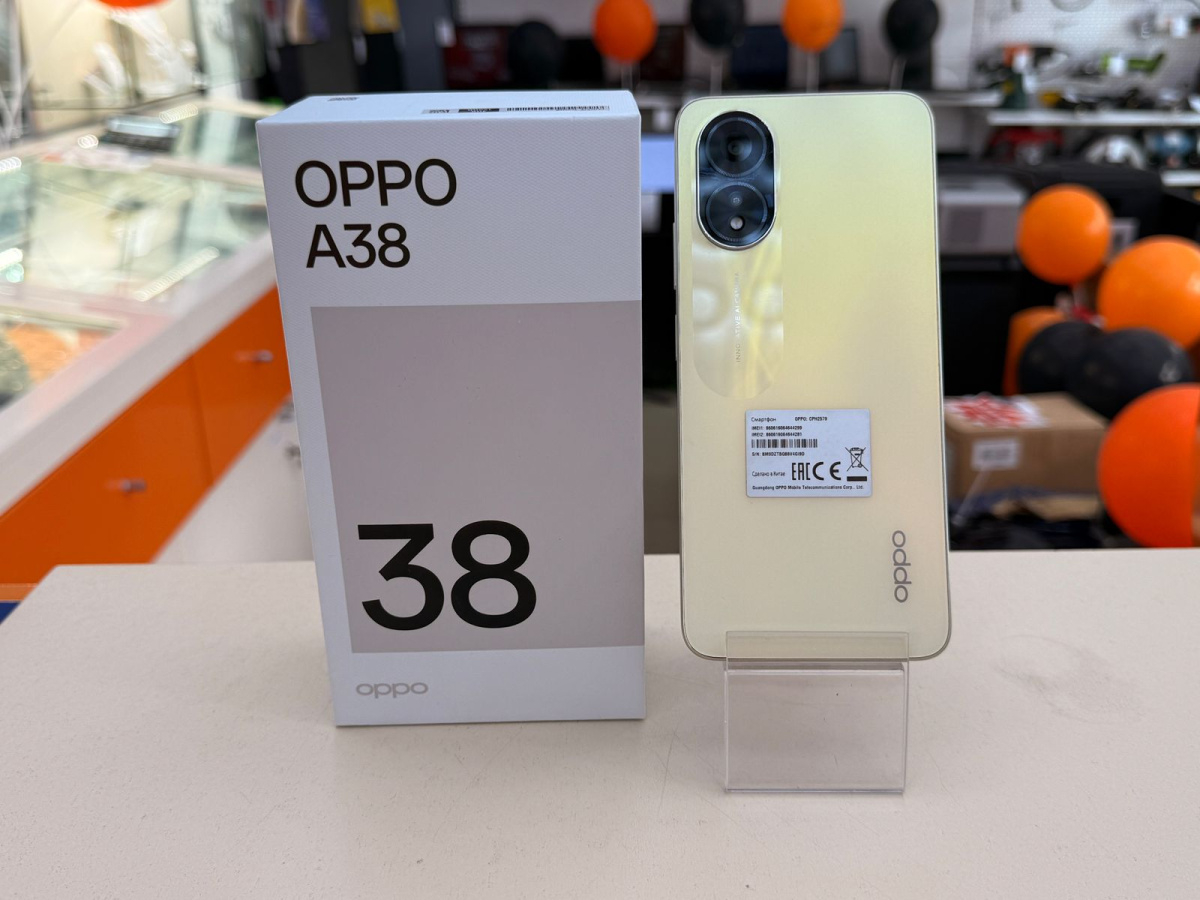 OPPO
A38
38
oppo
Смартфон OPPO: CPH2579
Сделано в Китае
EAC CE
Guangdong OPPO Mobile Telecommunications Corp., Ltd.
oppo